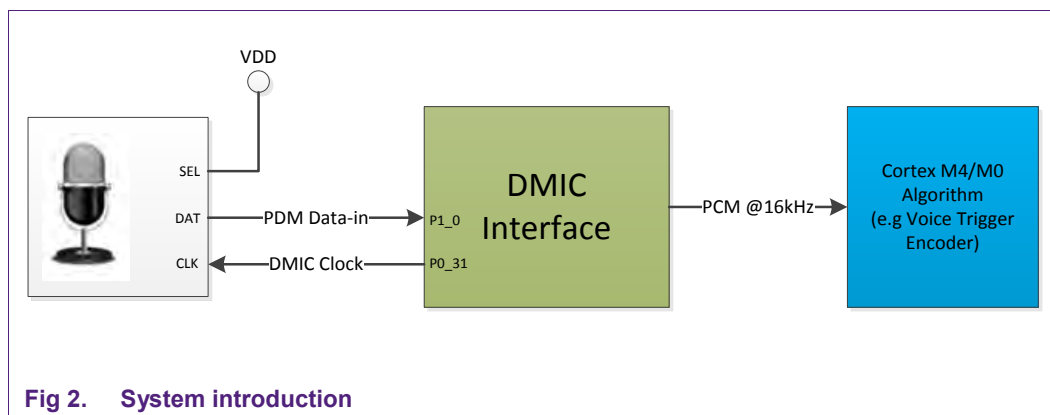 VDD
SEL
DAT
CLK
PDM Data-in
DMIC Clock
P1_0
P0_31
DMIC
Interface
PCM @16kHz
Cortex M4/M0
Algorithm
(e.g Voice Trigger
Encoder)
Fig 2. System introduction